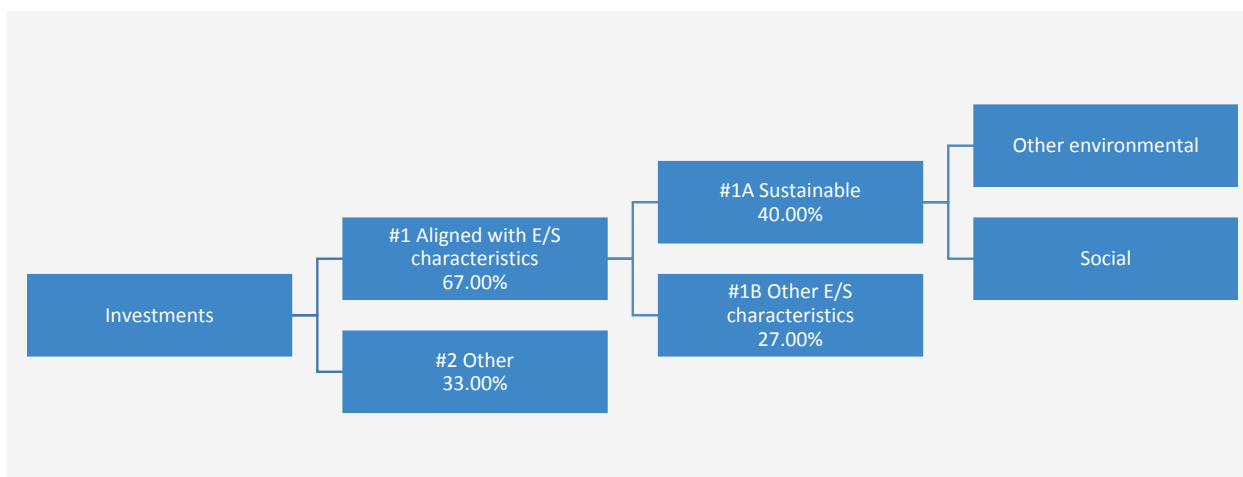 Investments
#1 Aligned with E/S
characteristics
67.00%
#2 Other
33.00%
#1A Sustainable
40.00%
#1B Other E/S
characteristics
27.00%
Other environmental
Social